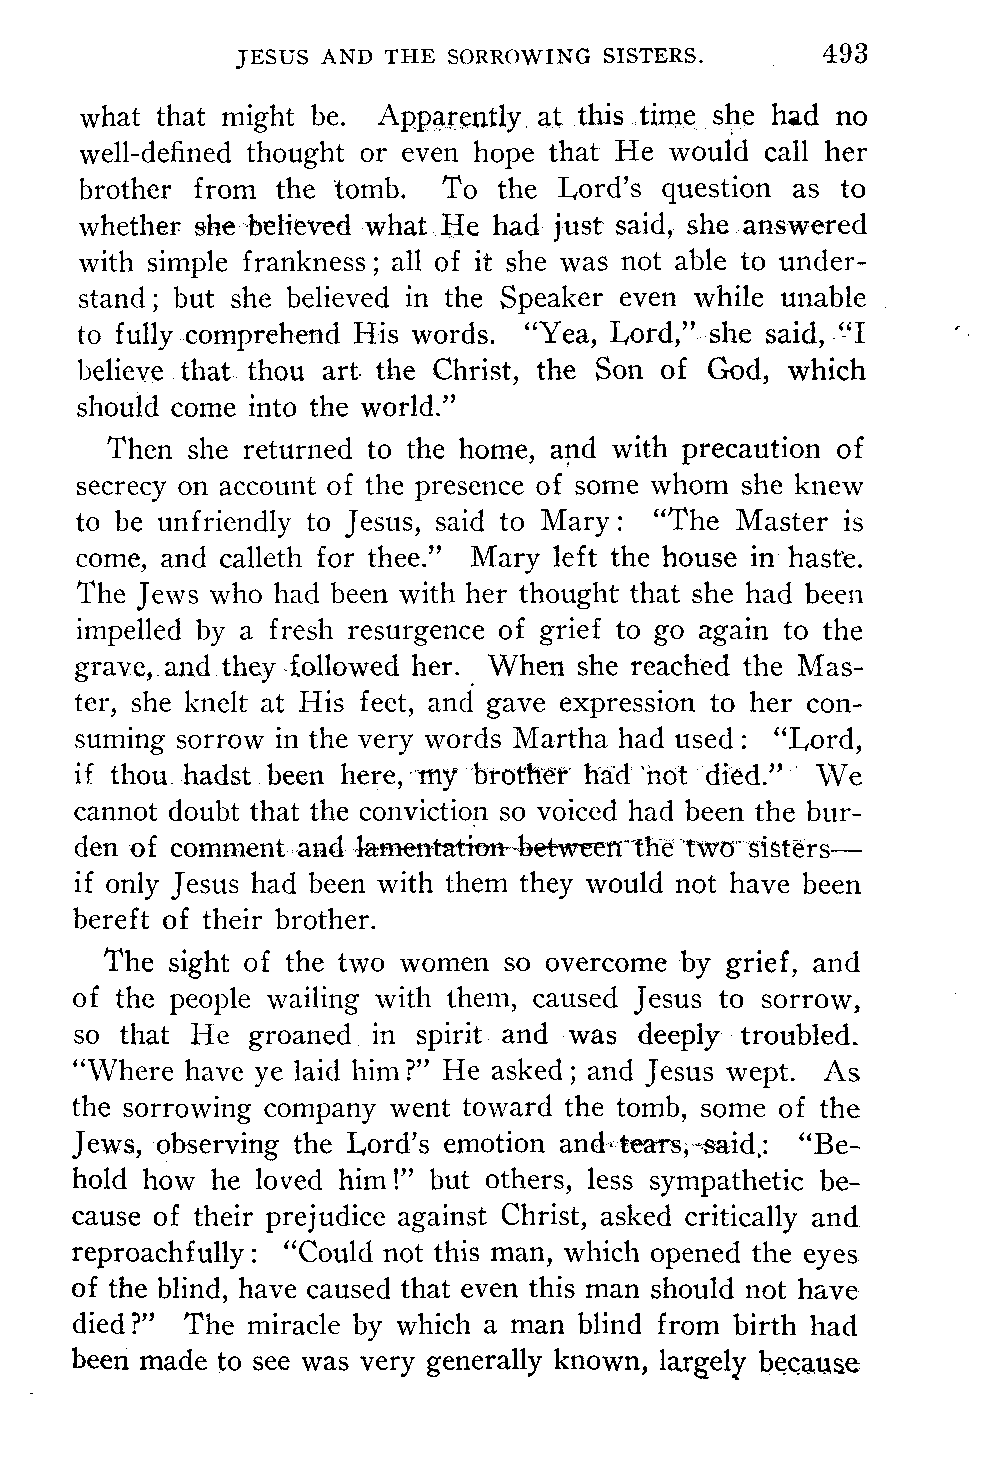 JESUS AND THE SORROWING SISTERS. 493
what that might be. Apparently at this time she had no
well-defined thought or even hope that He would call her
brother from the tomb. To the Lord's question as to
whether she believed what He had just said, she answered
with simple frankness; all of it she was not able to under-
stand; but she believed in the Speaker even while unable
to fully comprehend His words. "Yea, Lord," she said, "I
believe that thou art the Christ, the Son of God, which
should come into the world."
Then she returned to the home, and with precaution of
secrecy on account of the presence of some whom she knew
to be unfriendly to Jesus, said to Mary: "The Master is
come, and calleth for thee." Mary left the house in haste.
The Jews who had been with her thought that she had been
impelled by a fresh resurgence of grief to go again to the
grave, and they followed her. When she reached the Mas-
ter, she knelt at His feet, and gave expression to her con-
suming sorrow in the very words Martha had used: "Lord,
if thou hadst been here, my brother had not died." We
cannot doubt that the conviction so voiced had been the bur-
den of comment and lamentation between the two sisters—
if only Jesus had been with them they would not have been
bereft of their brother.
The sight of the two women so overcome by grief, and
of the people wailing with them, caused Jesus to sorrow,
so that He groaned in spirit and was deeply troubled.
"Where have ye laid him?" He asked; and Jesus wept. As
the sorrowing company went toward the tomb, some of the
Jews, observing the Lord's emotion and tears, said: "Be-
hold how he loved him!" but others, less sympathetic be-
cause of their prejudice against Christ, asked critically and
reproachfully: "Could not this man, which opened the eyes
of the blind, have caused that even this man should not have
died?" The miracle by which a man blind from birth had
been made to see was very generally known, largely because